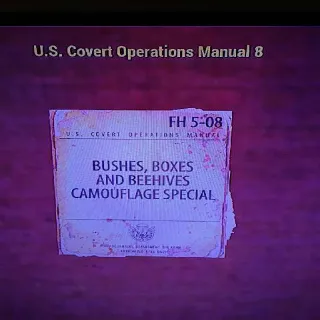 U.S. Covert Operations Manual 8
FH 5-08
U.S. COVERT OPERATIONS MANUAL
BUSHES, BOXES
AND BEEHIVES
CAMOUFLAGE SPECIAL